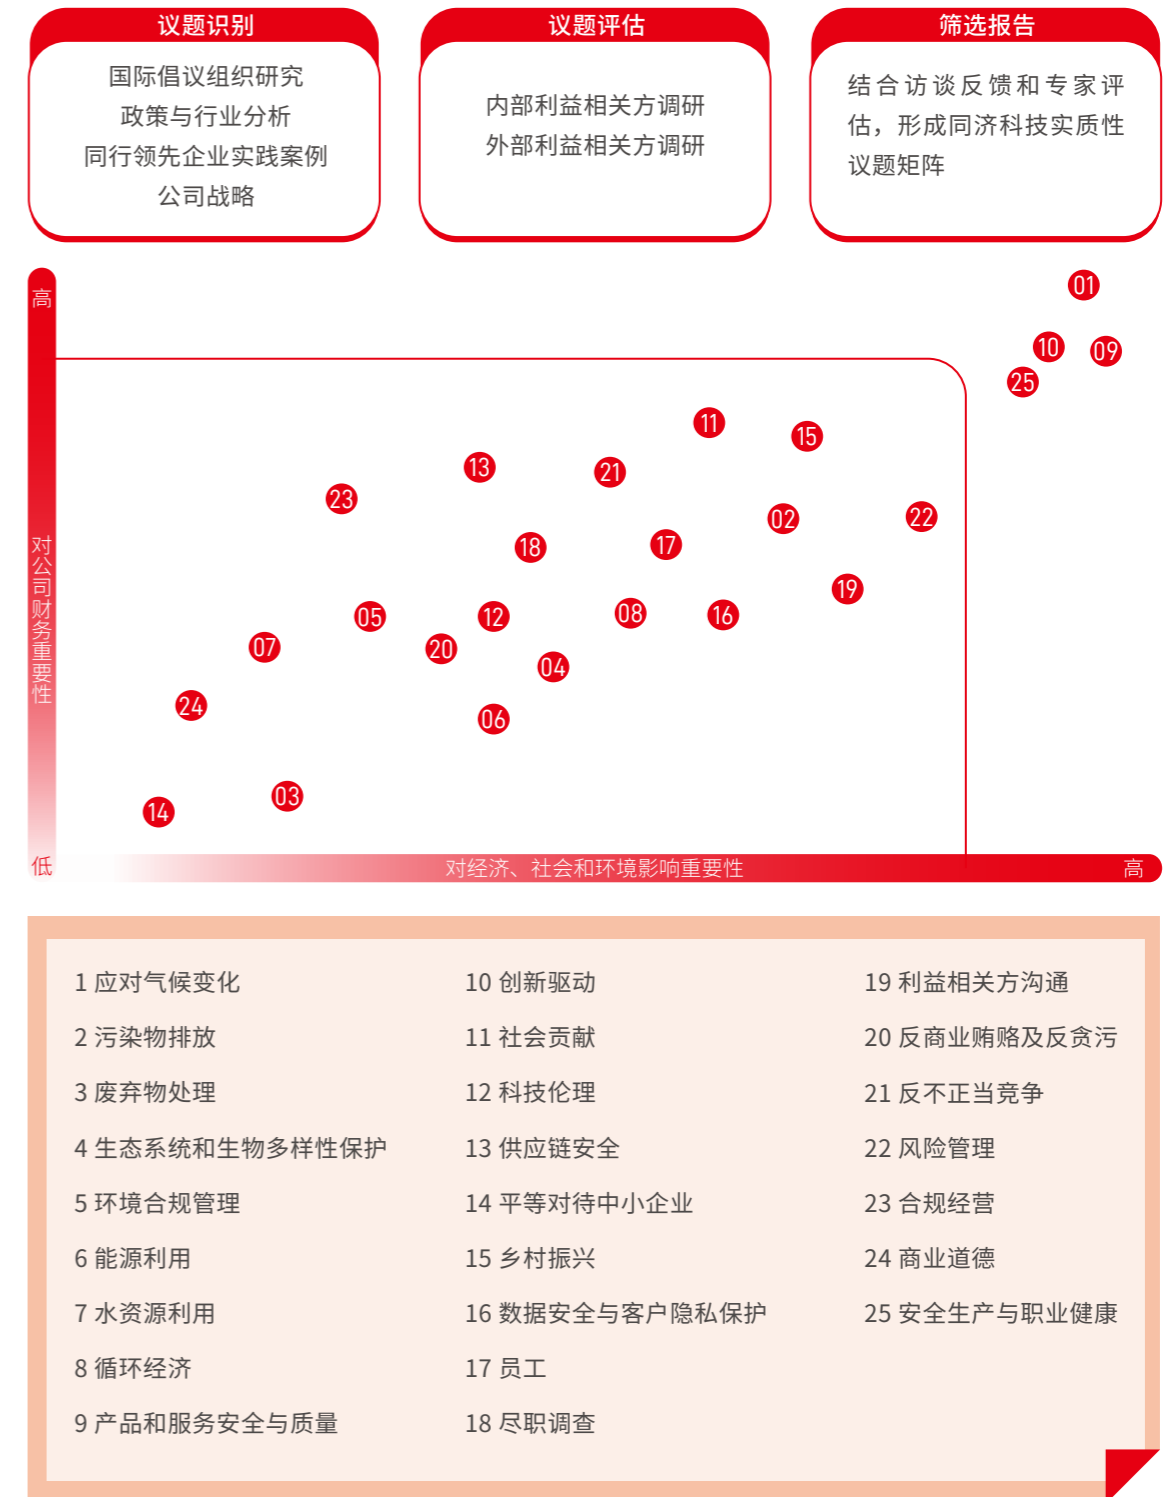 议题识别
国际倡议组织研究
政策与行业分析
同行领先企业实践案例
公司战略
议题评估
内部利益相关方调研
外部利益相关方调研
筛选报告
结合访谈反馈和专家评
估，形成同济科技实质性
议题矩阵
高
对公司财务重要性
低
01
10
09
25
11
15
13
21
23
02
22
18
17
19
05
12
08
16
07
20
04
24
06
03
14
对经济、社会和环境影响重要性
高
1 应对气候变化
2 污染物排放
3 废弃物处理
4 生态系统和生物多样性保护
5 环境合规管理
6 能源利用
7 水资源利用
8 循环经济
9 产品和服务安全与质量
10 创新驱动
11 社会贡献
12 科技伦理
13 供应链安全
14 平等对待中小企业
15 乡村振兴
16 数据安全与客户隐私保护
17 员工
18 尽职调查
19 利益相关方沟通
20 反商业贿赂及反贪污
21 反不正当竞争
22 风险管理
23 合规经营
24 商业道德
25 安全生产与职业健康